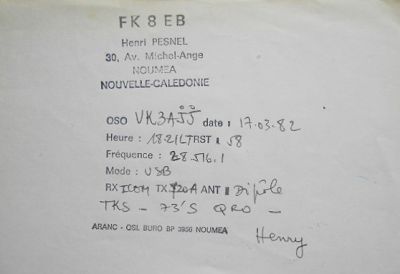 FK 8 EB
Henri PESNEL
30, Av. Michel-Ange
NOUMEA
NOUVELLE-CALEDONIE
QSO VK3AJJ date : 17-03-82
Heure : 18.21LT RST : 58
Fréquence : 28.516.1
Mode : USB
RX ICOM TX 720A ANT : Dipôle
TKS - 73'S QRO -
ARANC - QSL BURO BP 3956 NOUMEA
Henry